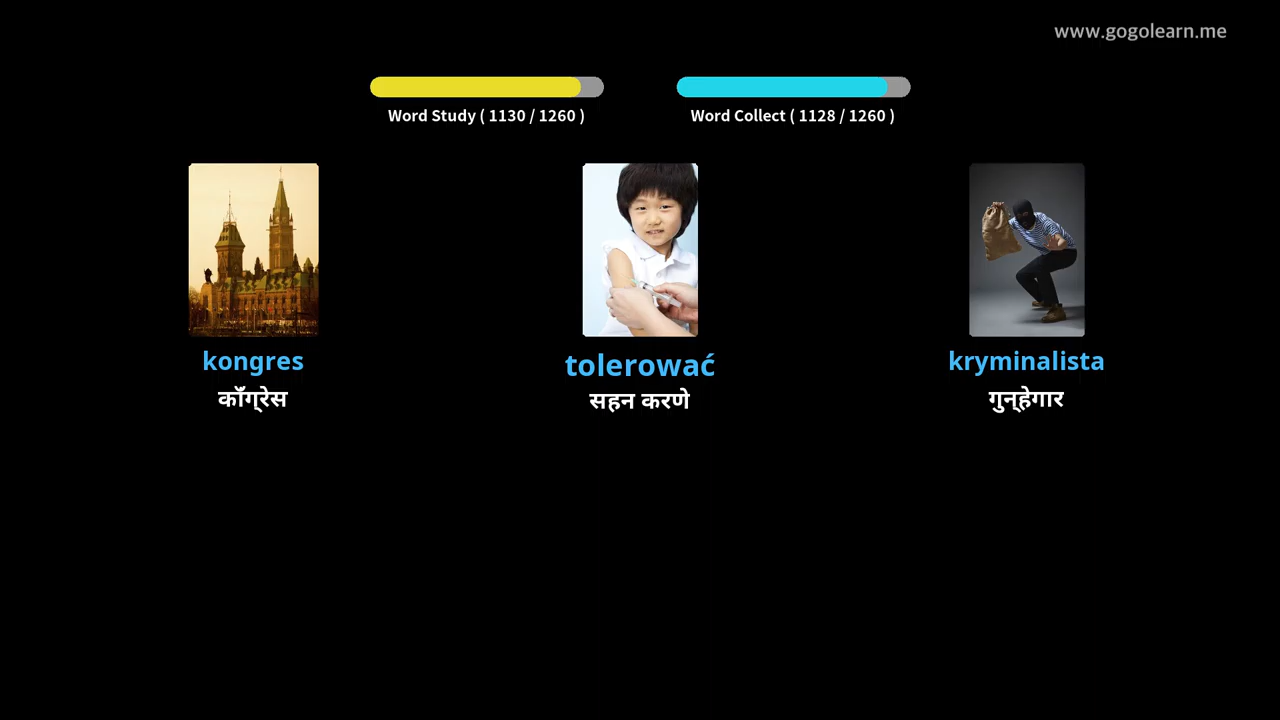 www.gogolearn.me
Word Study ( 1130 / 1260 )
Word Collect ( 1128 / 1260 )
kongres
tolerować
kryminalista
काँग्रेस
सहन करणे
गुन्हेगार